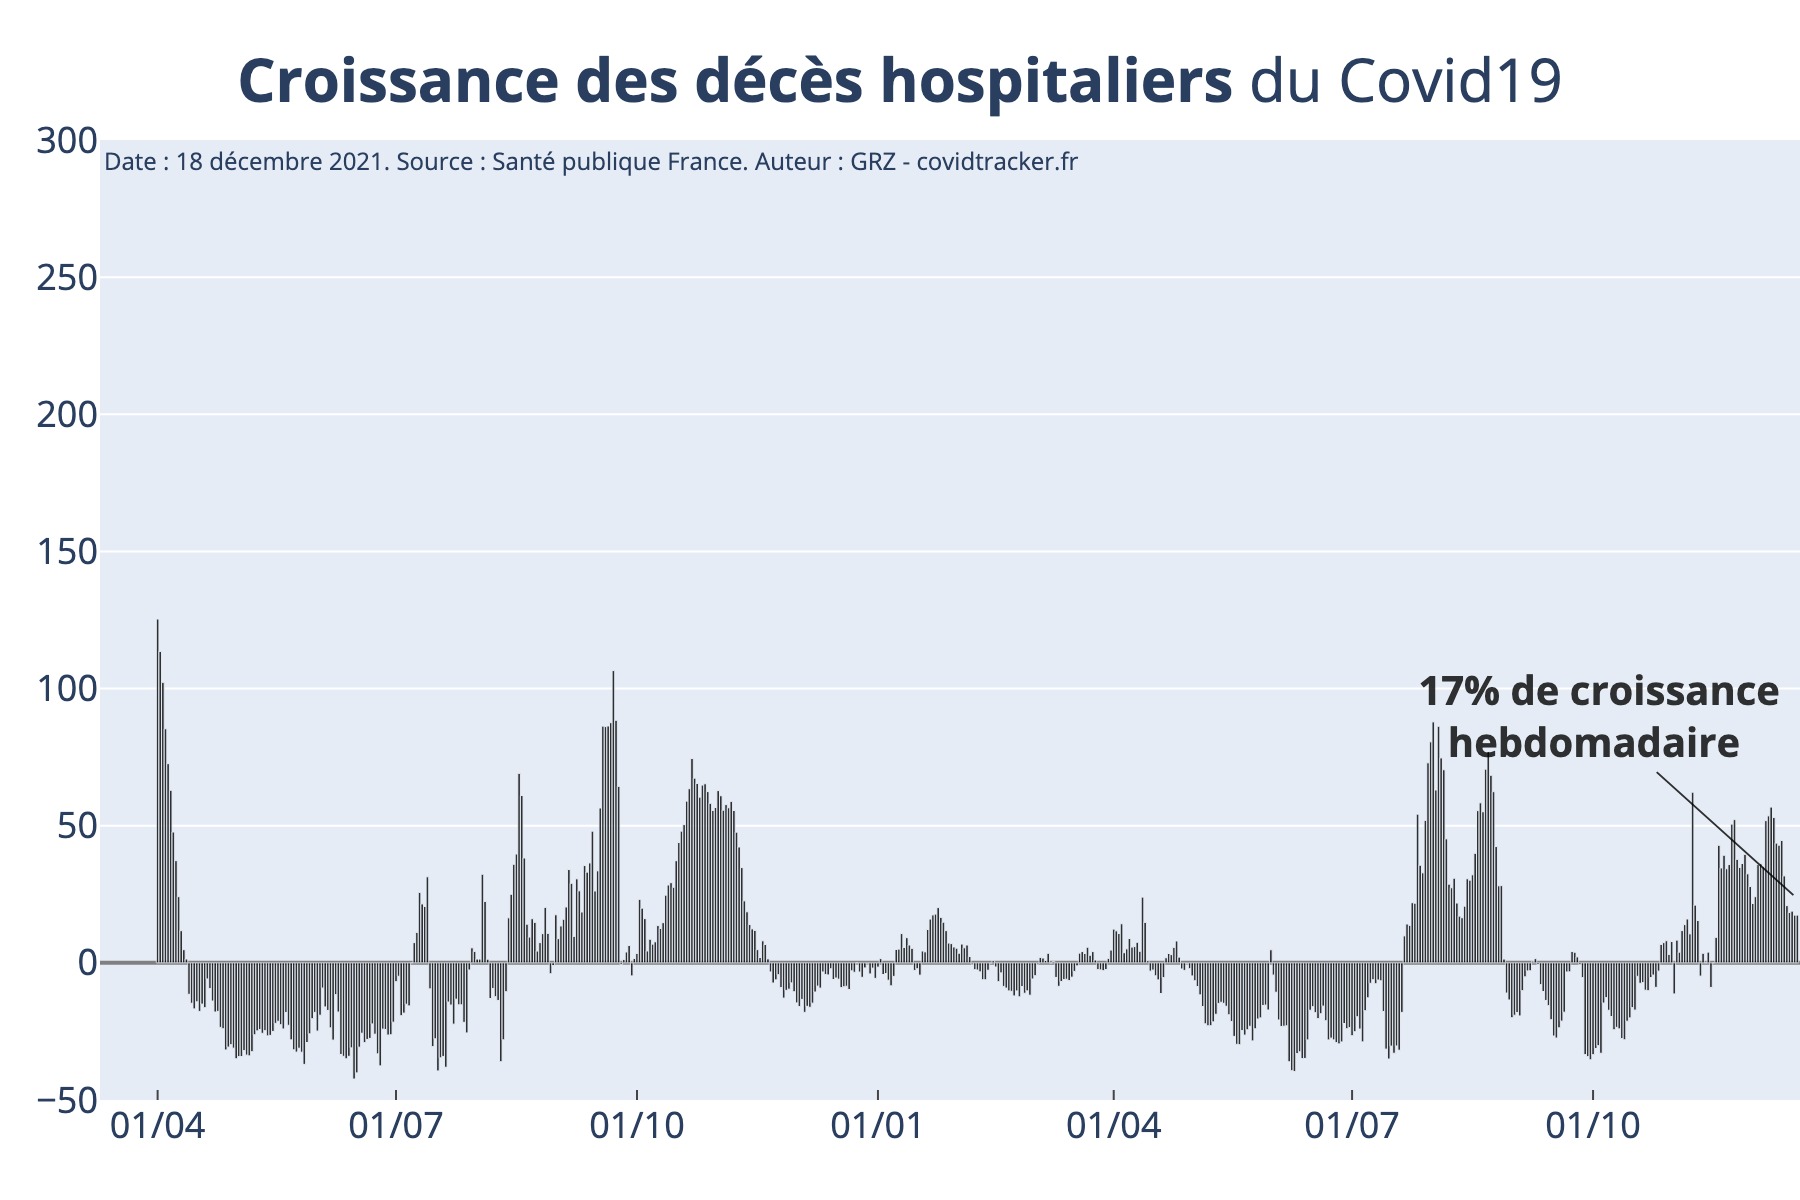 Croissance des décès hospitaliers du Covid19
300
Date : 18 décembre 2021. Source : Santé publique France. Auteur : GRZ - covidtracker.fr
250
200
150
100
17% de croissance
hebdomadaire
50
0
−50
01/04 01/07 01/10 01/01 01/04 01/07 01/10